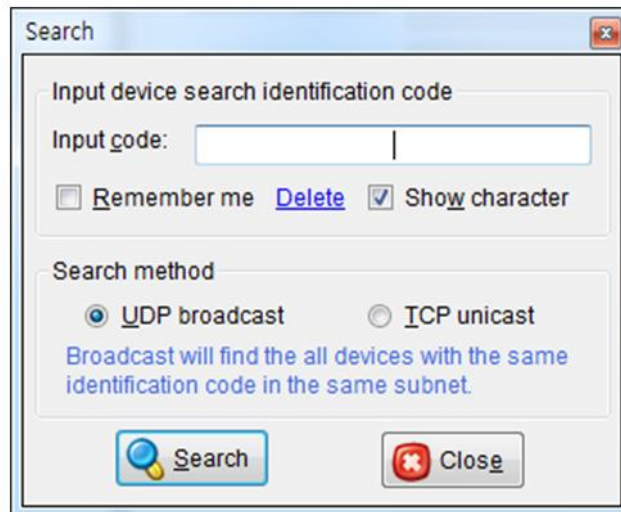 Search
Input device search identification code
Input code:
Remember me Delete Show character
Search method
UDP broadcast TCP unicast
Broadcast will find the all devices with the same
identification code in the same subnet.
Search Close